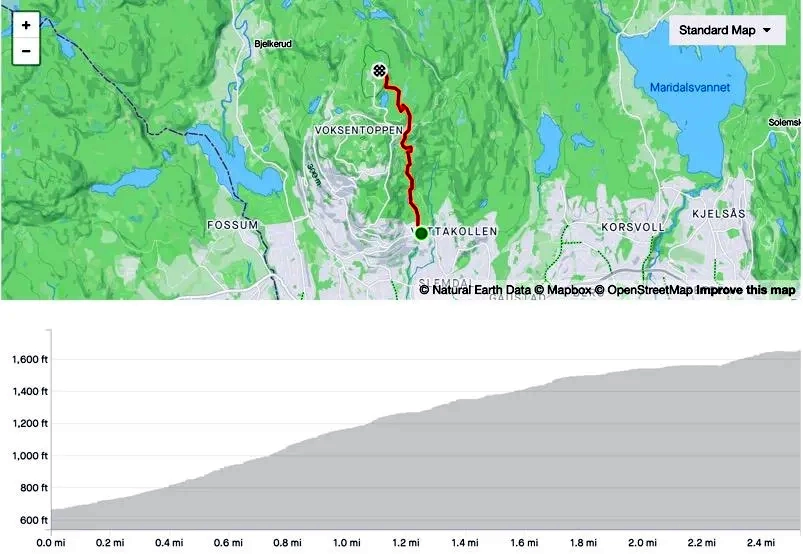 +
−
Standard Map
Bjelkerud
Maridalsvannet
Solemsk
VOKSENTOPPEN
300 m
FOSSUM
TTAKOLLEN
KORSVOLL
KJELSÅS
SLEMDAL
GAUSTAD
© Natural Earth Data © Mapbox © OpenStreetMap Improve this map
1,600 ft
1,400 ft
1,200 ft
1,000 ft
800 ft
600 ft
0.0 mi 0.2 mi 0.4 mi 0.6 mi 0.8 mi 1.0 mi 1.2 mi 1.4 mi 1.6 mi 1.8 mi 2.0 mi 2.2 mi 2.4 mi